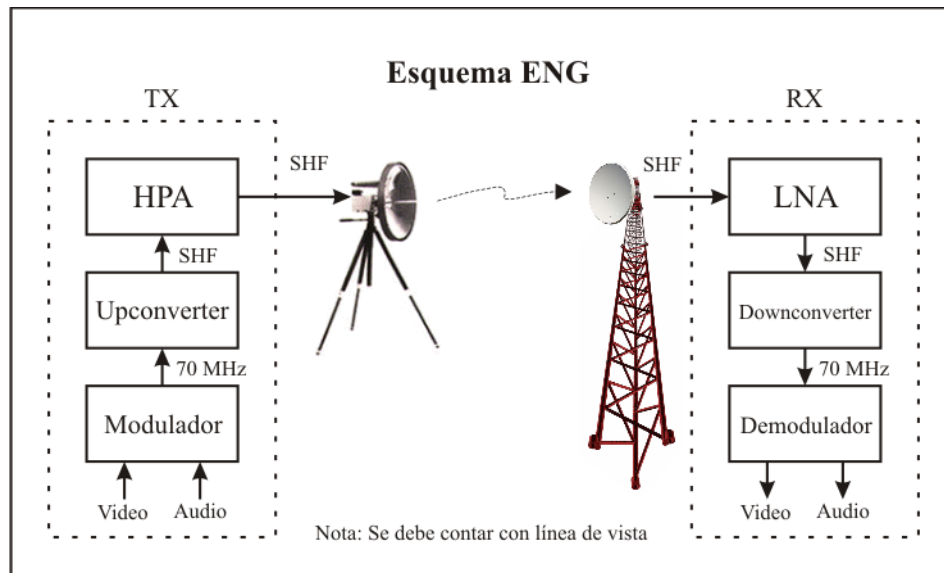 Esquema ENG
TX
RX
HPA
SHF
SHF
LNA
SHF
SHF
Upconverter
Downconverter
70 MHz
70 MHz
Modulador
Demodulador
Video
Audio
Video
Audio
Nota: Se debe contar con línea de vista